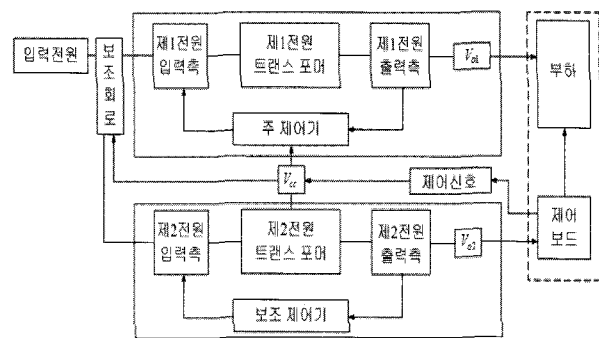 입력전원
보조회로
제1전원
입력측
제1전원
트랜스 포머
제1전원
출력측
V_o1
부하
주 제어기
V_cc
제어신호
제2전원
입력측
제2전원
트랜스 포머
제2전원
출력측
V_o2
제어
보드
보조 제어기